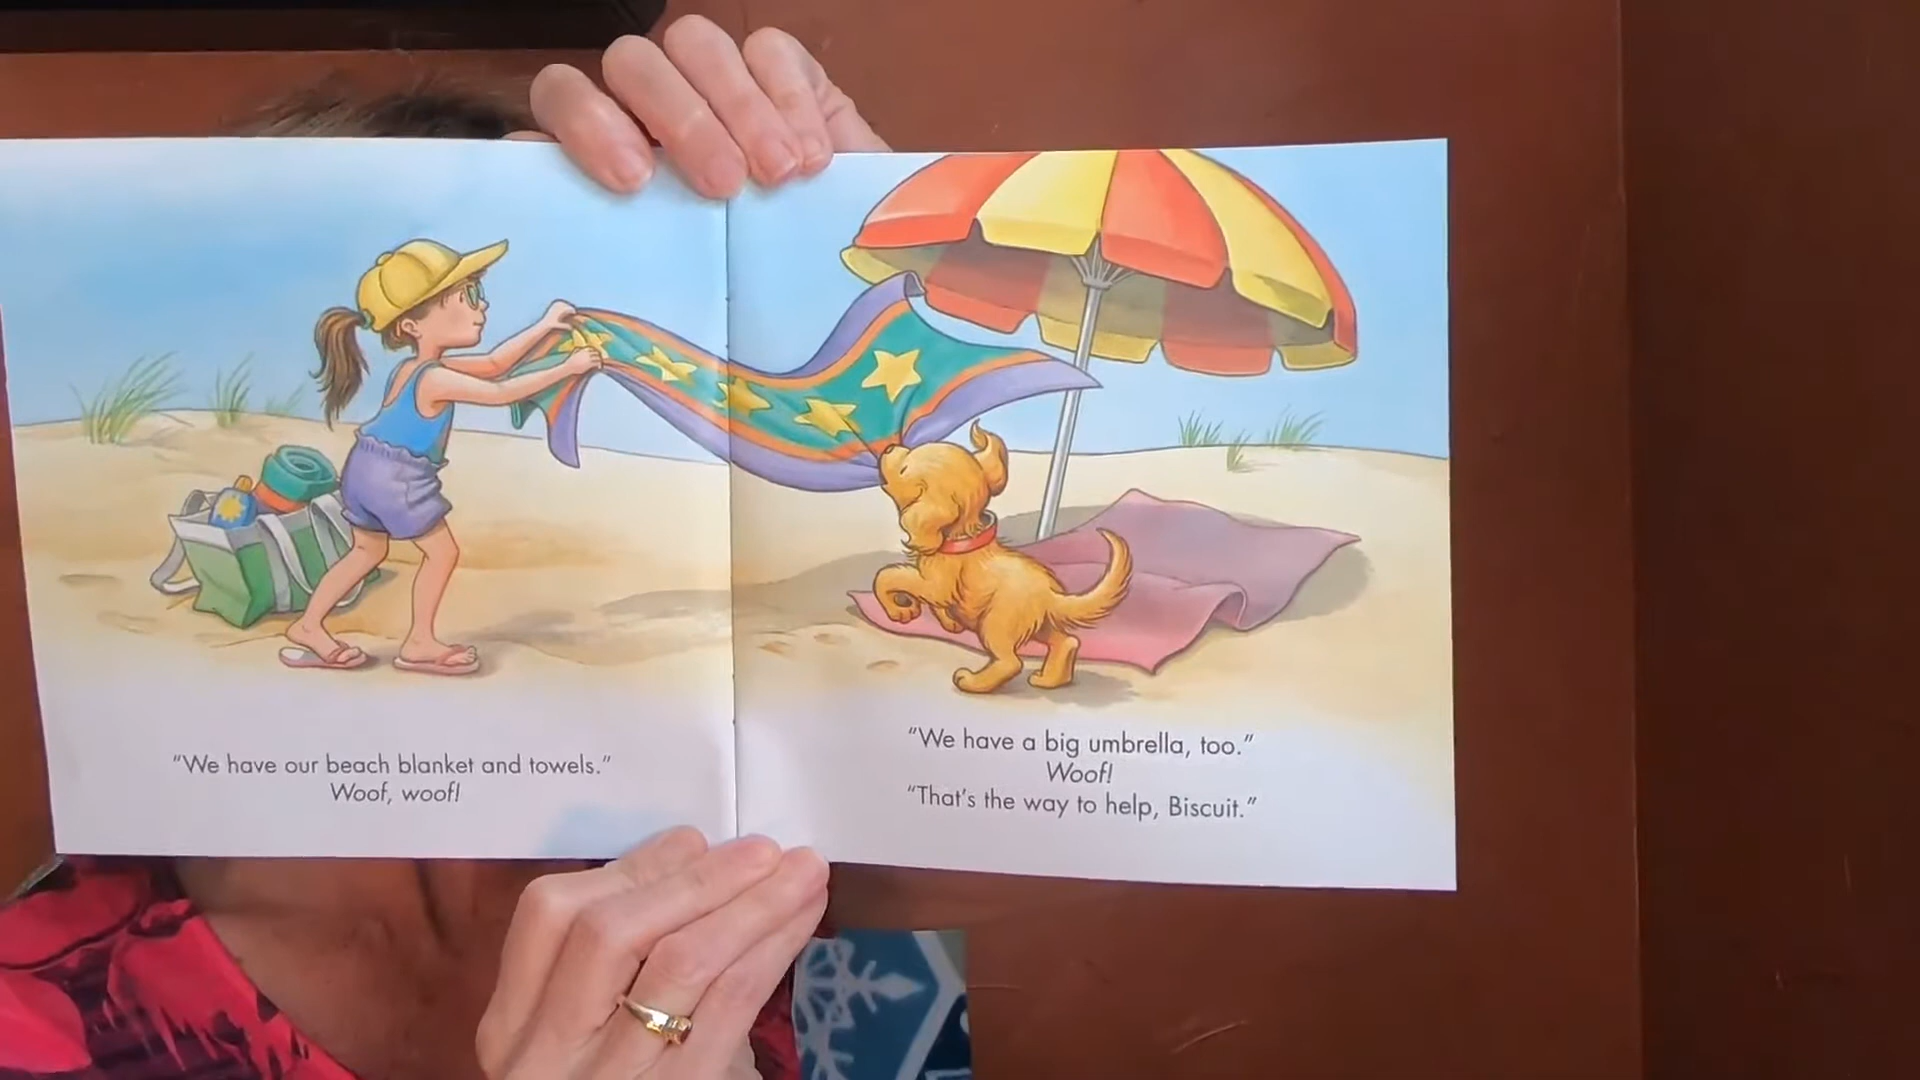 "We have our beach blanket and towels."
Woof, woof!
"We have a big umbrella, too."
Woof!
"That's the way to help, Biscuit."